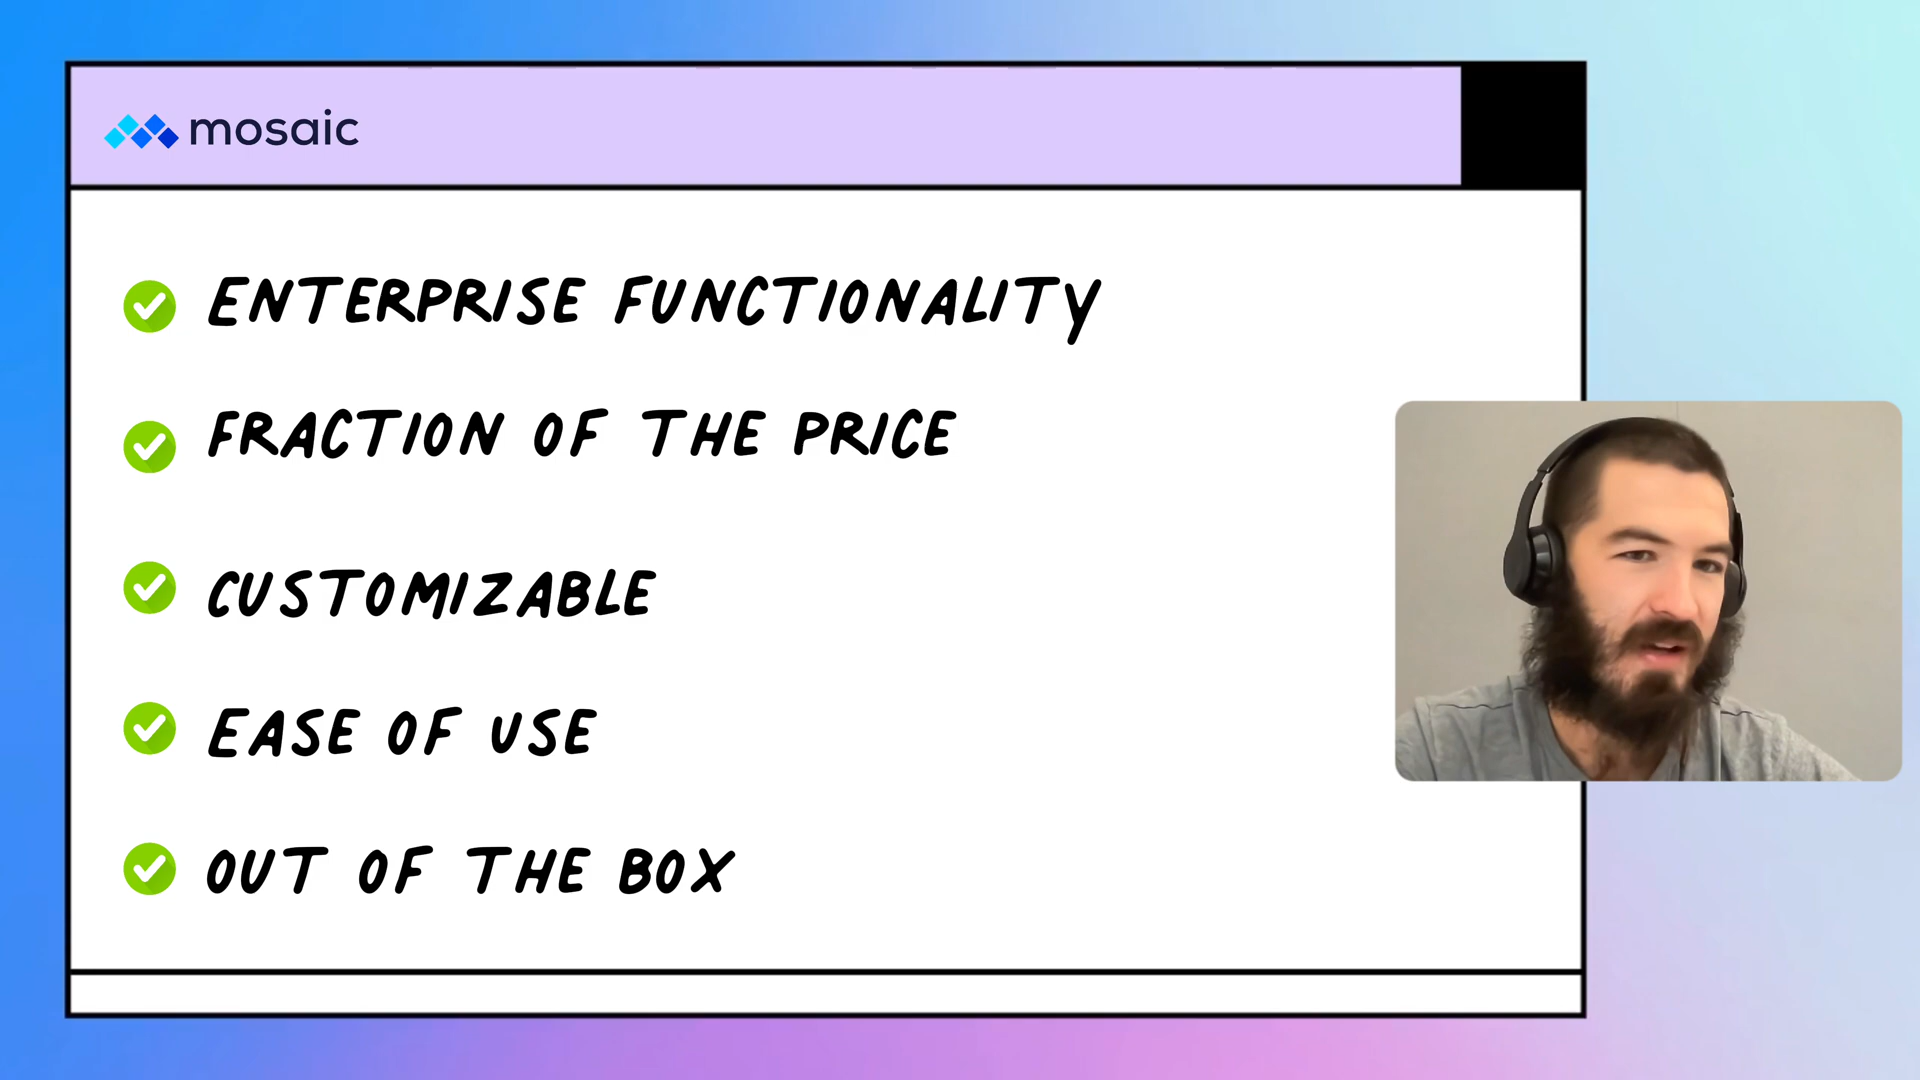 mosaic
ENTERPRISE FUNCTIONALITY
FRACTION OF THE PRICE
CUSTOMIZABLE
EASE OF USE
OUT OF THE BOX